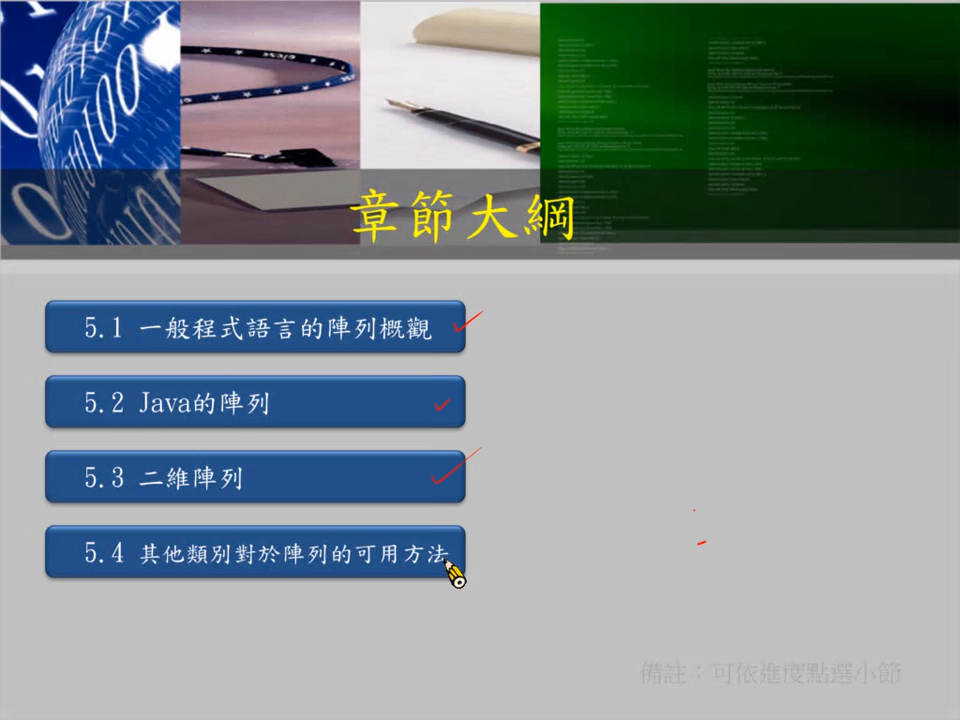 章節大綱
5.1 一般程式語言的陣列概觀
5.2 Java的陣列
5.3 二維陣列
5.4 其他類別對於陣列的可用方法
備註：可依進度點選小節